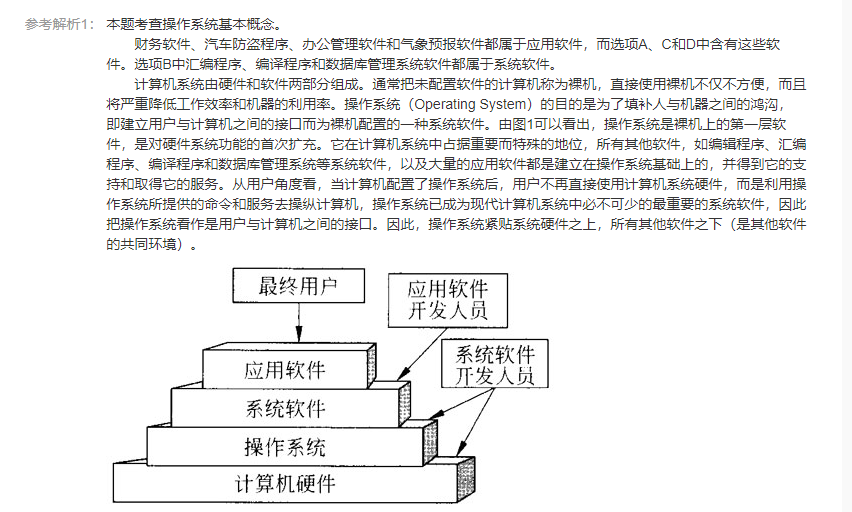 参考解析1： 本题考查操作系统基本概念。
财务软件、汽车防盗程序、办公管理软件和气象预报软件都属于应用软件，而选项A、C和D中含有这些软
件。选项B中汇编程序、编译程序和数据库管理系统软件都属于系统软件。
计算机系统由硬件和软件两部分组成。通常把未配置软件的计算机称为裸机，直接使用裸机不仅不方便，而且
将严重降低工作效率和机器的利用率。操作系统（Operating System）的目的是为了填补人与机器之间的鸿沟，
即建立用户与计算机之间的接口而为裸机配置的一种系统软件。由图1可以看出，操作系统是裸机上的第一层软
件，是对硬件系统功能的首次扩充。它在计算机系统中占据重要而特殊的地位，所有其他软件，如编辑程序、汇编
程序、编译程序和数据库管理系统等系统软件，以及大量的应用软件都是建立在操作系统基础上的，并得到它的支
持和取得它的服务。从用户角度看，当计算机配置了操作系统后，用户不再直接使用计算机系统硬件，而是利用操
作系统所提供的命令和服务去操纵计算机，操作系统已成为现代计算机系统中必不可少的最重要的系统软件，因此
把操作系统看作是用户与计算机之间的接口。因此，操作系统紧贴系统硬件之上，所有其他软件之下（是其他软件
的共同环境）。
最终用户
应用软件
开发人员
系统软件
开发人员
应用软件
系统软件
操作系统
计算机硬件